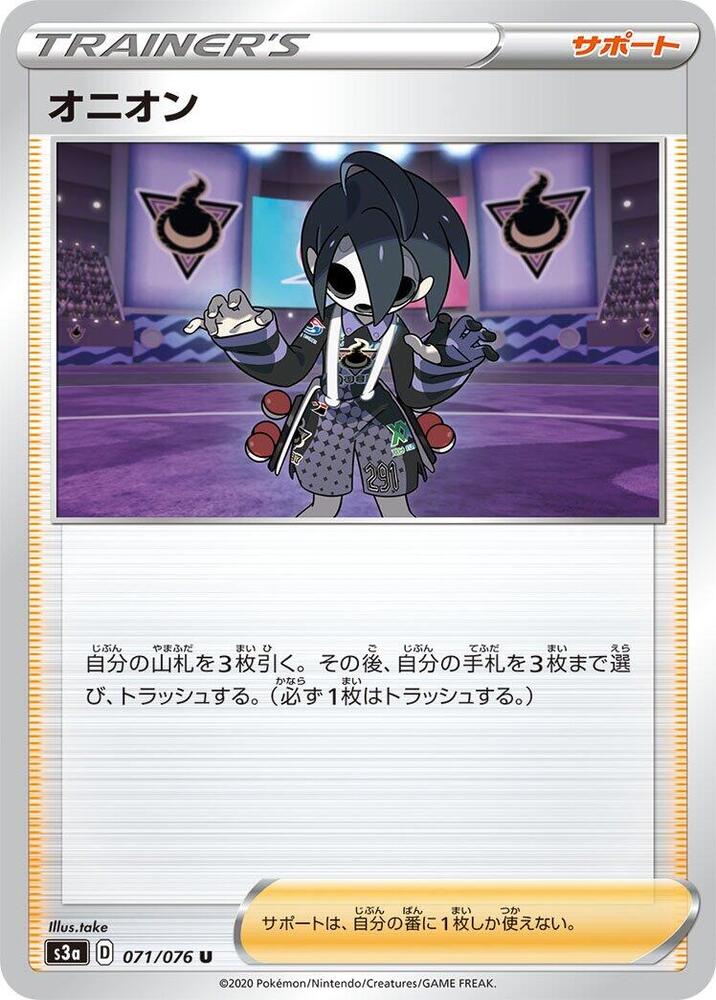 TRAINER'S サポート
オニオン
291
自分の山札を3枚引く。その後、自分の手札を3枚まで選
び、トラッシュする。(必ず1枚はトラッシュする。)
サポートは、自分の番に1枚しか使えない。
Illus.take
s3a D 071/076 U
©2020 Pokémon/Nintendo/Creatures/GAME FREAK.